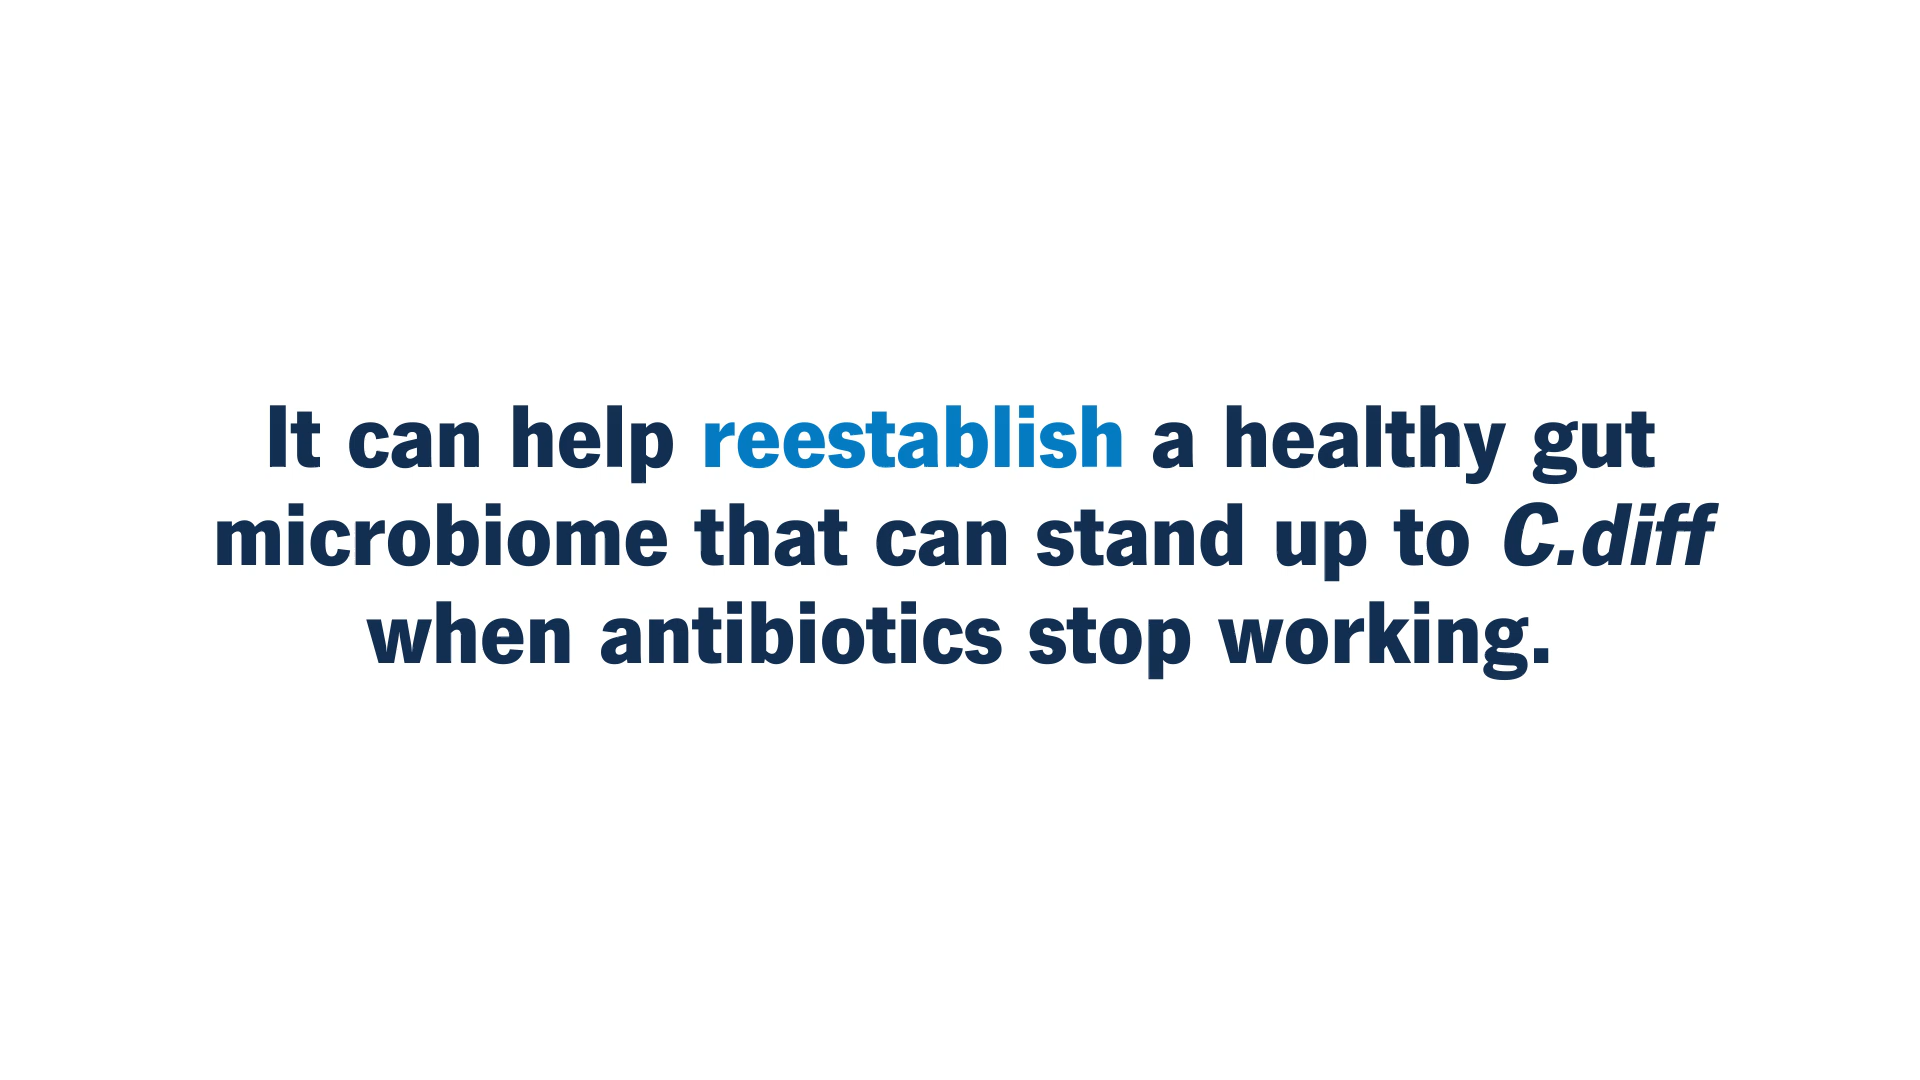 It can help reestablish a healthy gut
microbiome that can stand up to C.diff
when antibiotics stop working.